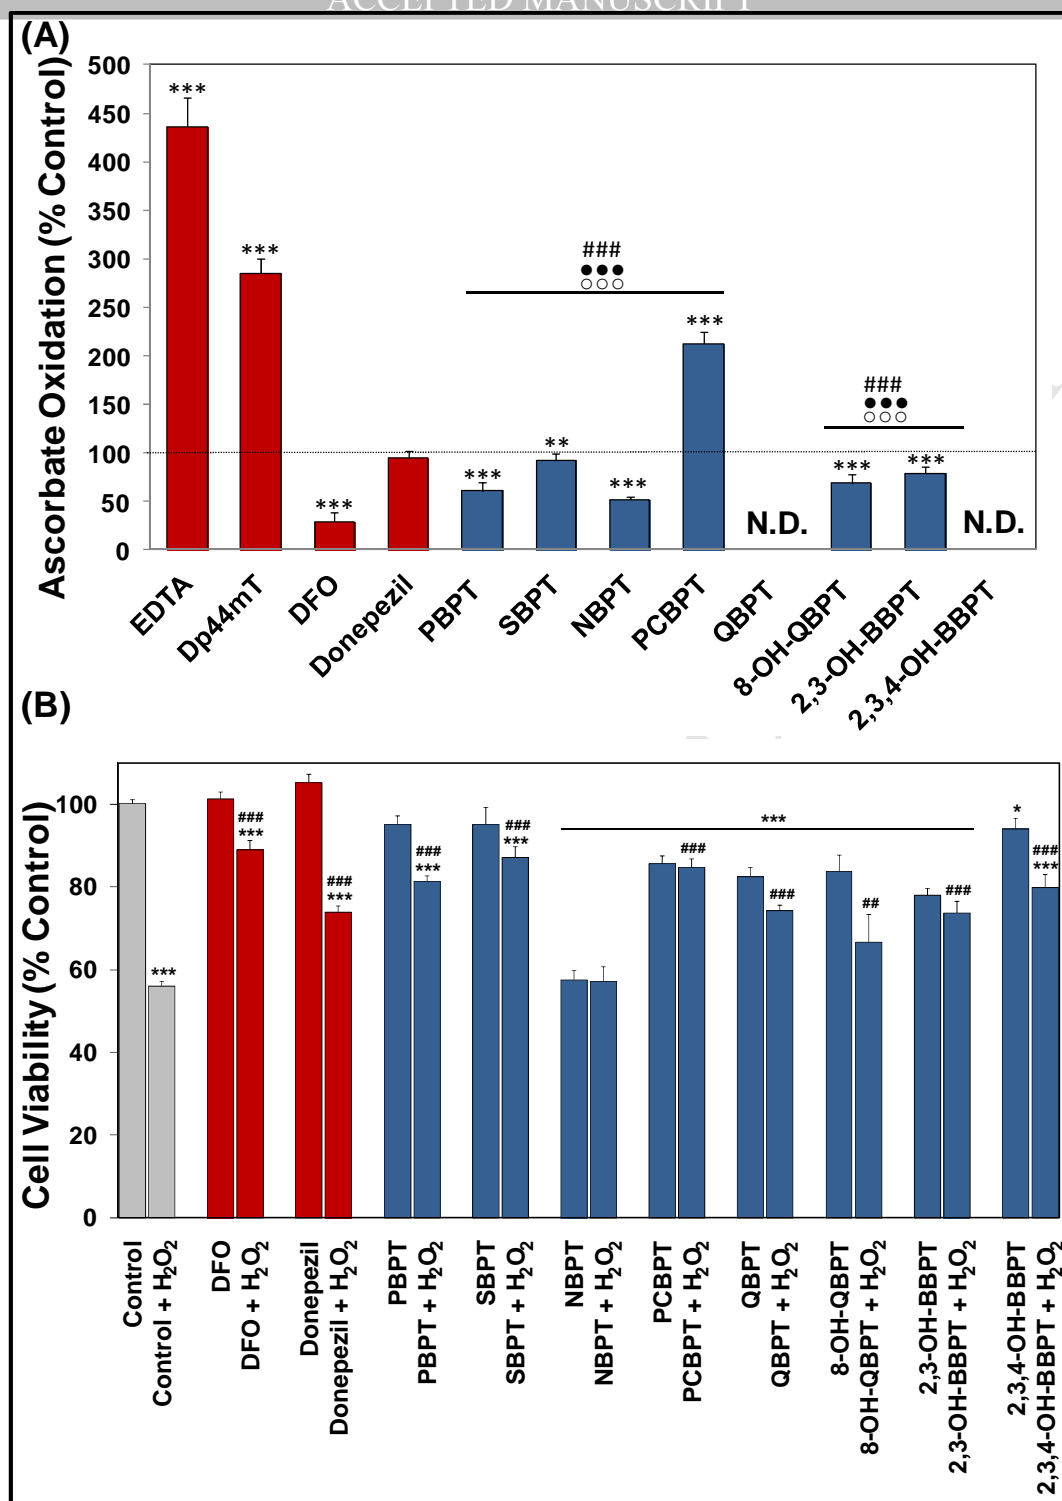 ACCEPTED MANUSCRIPT
(A)
Ascorbate Oxidation (% Control)
500
450
400
350
300
250
200
150
100
50
0
***
***
***
***
**
***
***
###
●●●
○○○
N.D.
***
***
###
●●●
○○○
N.D.
EDTA
Dp44mT
DFO
Donepezil
PBPT
SBPT
NBPT
PCBPT
QBPT
8-OH-QBPT
2,3-OH-BBPT
2,3,4-OH-BBPT
(B)
Cell Viability (% Control)
100
80
60
40
20
0
***
###
***
###
***
###
***
###
***
***
###
###
##
###
*
###
***
Control
Control + H₂O₂
DFO
DFO + H₂O₂
Donepezil
Donepezil + H₂O₂
PBPT
PBPT + H₂O₂
SBPT
SBPT + H₂O₂
NBPT
NBPT + H₂O₂
PCBPT
PCBPT + H₂O₂
QBPT
QBPT + H₂O₂
8-OH-QBPT
8-OH-QBPT + H₂O₂
2,3-OH-BBPT
2,3-OH-BBPT + H₂O₂
2,3,4-OH-BBPT
2,3,4-OH-BBPT + H₂O₂